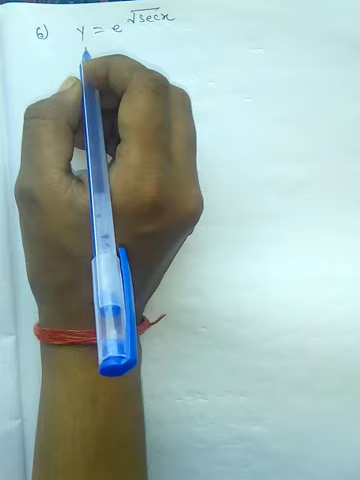 6) y = e^√secx